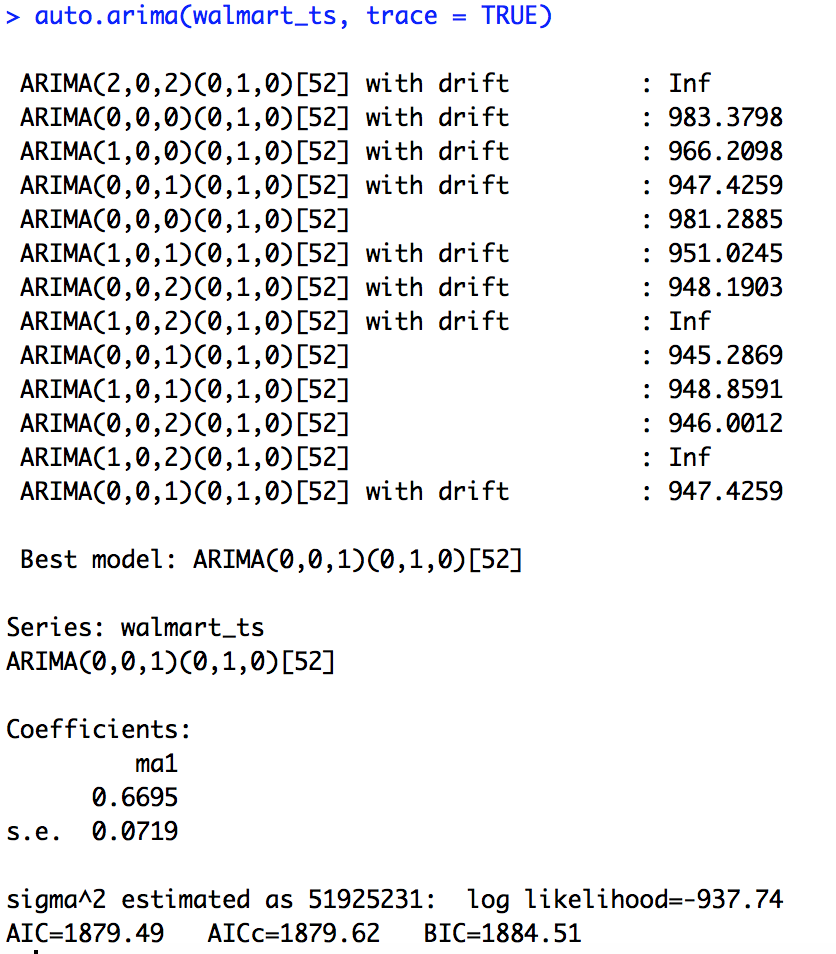 > auto.arima(walmart_ts, trace = TRUE)
ARIMA(2,0,2)(0,1,0)[52] with drift : Inf
ARIMA(0,0,0)(0,1,0)[52] with drift : 983.3798
ARIMA(1,0,0)(0,1,0)[52] with drift : 966.2098
ARIMA(0,0,1)(0,1,0)[52] with drift : 947.4259
ARIMA(0,0,0)(0,1,0)[52] : 981.2885
ARIMA(1,0,1)(0,1,0)[52] with drift : 951.0245
ARIMA(0,0,2)(0,1,0)[52] with drift : 948.1903
ARIMA(1,0,2)(0,1,0)[52] with drift : Inf
ARIMA(0,0,1)(0,1,0)[52] : 945.2869
ARIMA(1,0,1)(0,1,0)[52] : 948.8591
ARIMA(0,0,2)(0,1,0)[52] : 946.0012
ARIMA(1,0,2)(0,1,0)[52] : Inf
ARIMA(0,0,1)(0,1,0)[52] with drift : 947.4259
Best model: ARIMA(0,0,1)(0,1,0)[52]
Series: walmart_ts
ARIMA(0,0,1)(0,1,0)[52]
Coefficients:
ma1
0.6695
s.e. 0.0719
sigma^2 estimated as 51925231: log likelihood=-937.74
AIC=1879.49 AICc=1879.62 BIC=1884.51